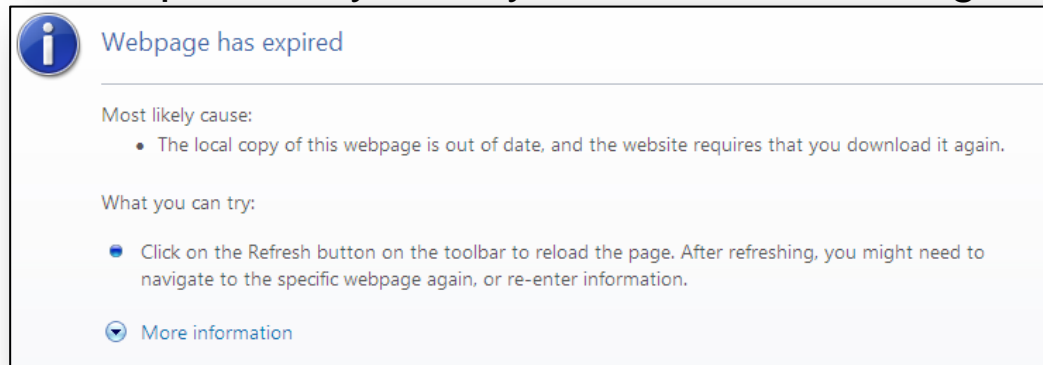 Webpage has expired
Most likely cause:
• The local copy of this webpage is out of date, and the website requires that you download it again.
What you can try:
Click on the Refresh button on the toolbar to reload the page. After refreshing, you might need to
navigate to the specific webpage again, or re-enter information.
More information